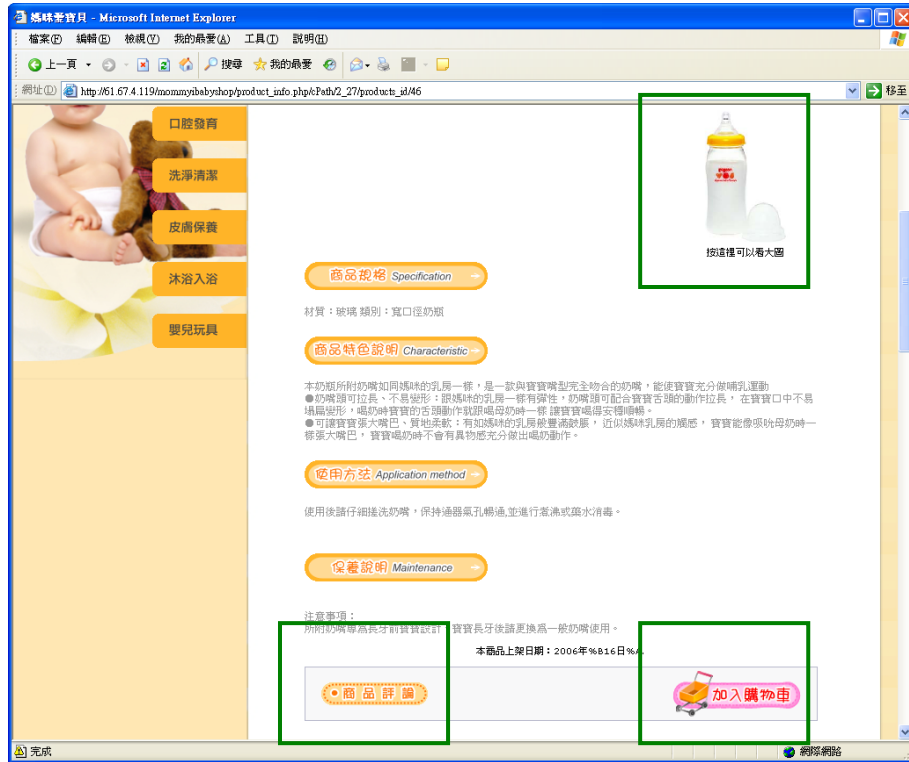 媽咪愛寶貝 - Microsoft Internet Explorer
檔案(F) 編輯(E) 檢視(V) 我的最愛(A) 工具(T) 說明(H)
上一頁 搜尋 我的最愛
網址(D) http://61.67.4.119/mommyibabyshop/product_info.php/cPath/2_27/products_id/46 移至
口腔發育
洗淨清潔
皮膚保養
沐浴入浴
嬰兒玩具
按這裡可以看大圖
商品規格 Specification
材質：玻璃 類別：寬口徑奶瓶
商品特色說明 Characteristic
本奶瓶所附奶嘴如同媽咪的乳房一樣，是一款與寶寶嘴型完全吻合的奶嘴，能使寶寶充分做哺乳運動
●奶嘴頭可拉長、不易變形：跟媽咪的乳房一樣有彈性，奶嘴頭可配合寶寶舌頭的動作拉長， 在寶寶口中不易
塌扁變形，喝奶時寶寶的舌頭動作就跟喝母奶時一樣 讓寶寶喝得安穩順暢。
●可讓寶寶張大嘴巴、質地柔軟：有如媽咪的乳房般豐滿鼓脹， 近似媽咪乳房的觸感， 寶寶能像吸吮母奶時一
樣張大嘴巴， 寶寶喝奶時不會有異物感充分做出喝奶動作。
使用方法 Application method
使用後請仔細搓洗奶嘴，保持通器氣孔暢通,並進行煮沸或藥水消毒。
保養說明 Maintenance
注意事項：
所附奶嘴專為長牙前寶寶設計，寶寶長牙後請更換為一般奶嘴使用。
本商品上架日期：2006年%B16日%A
商品評論
加入購物車
完成 網際網路